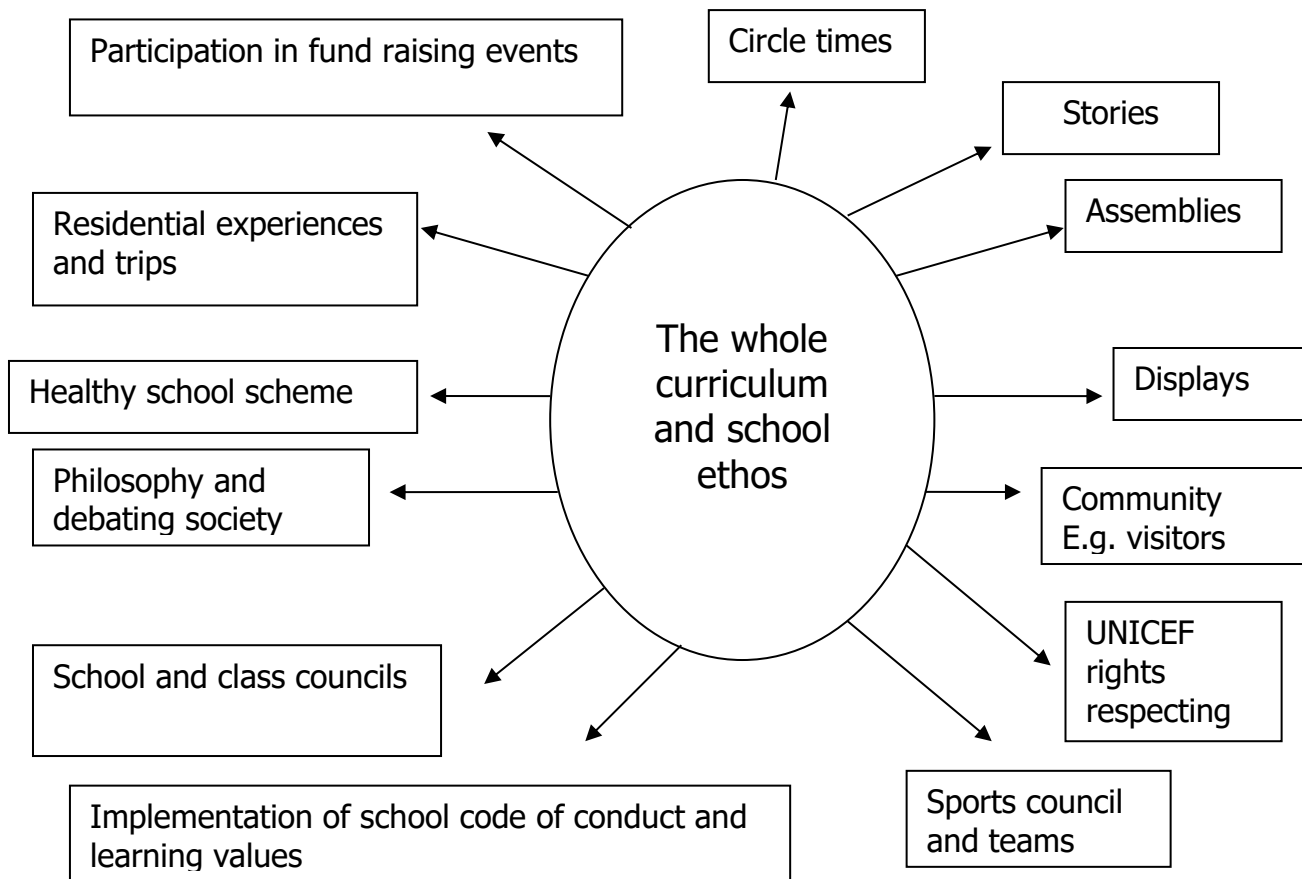 Participation in fund raising events
Circle times
Stories
Residential experiences
and trips
Assemblies
The whole
curriculum
and school
ethos
Healthy school scheme
Displays
Philosophy and
debating society
Community
E.g. visitors
School and class councils
UNICEF
rights
respecting
Implementation of school code of conduct and
learning values
Sports council
and teams